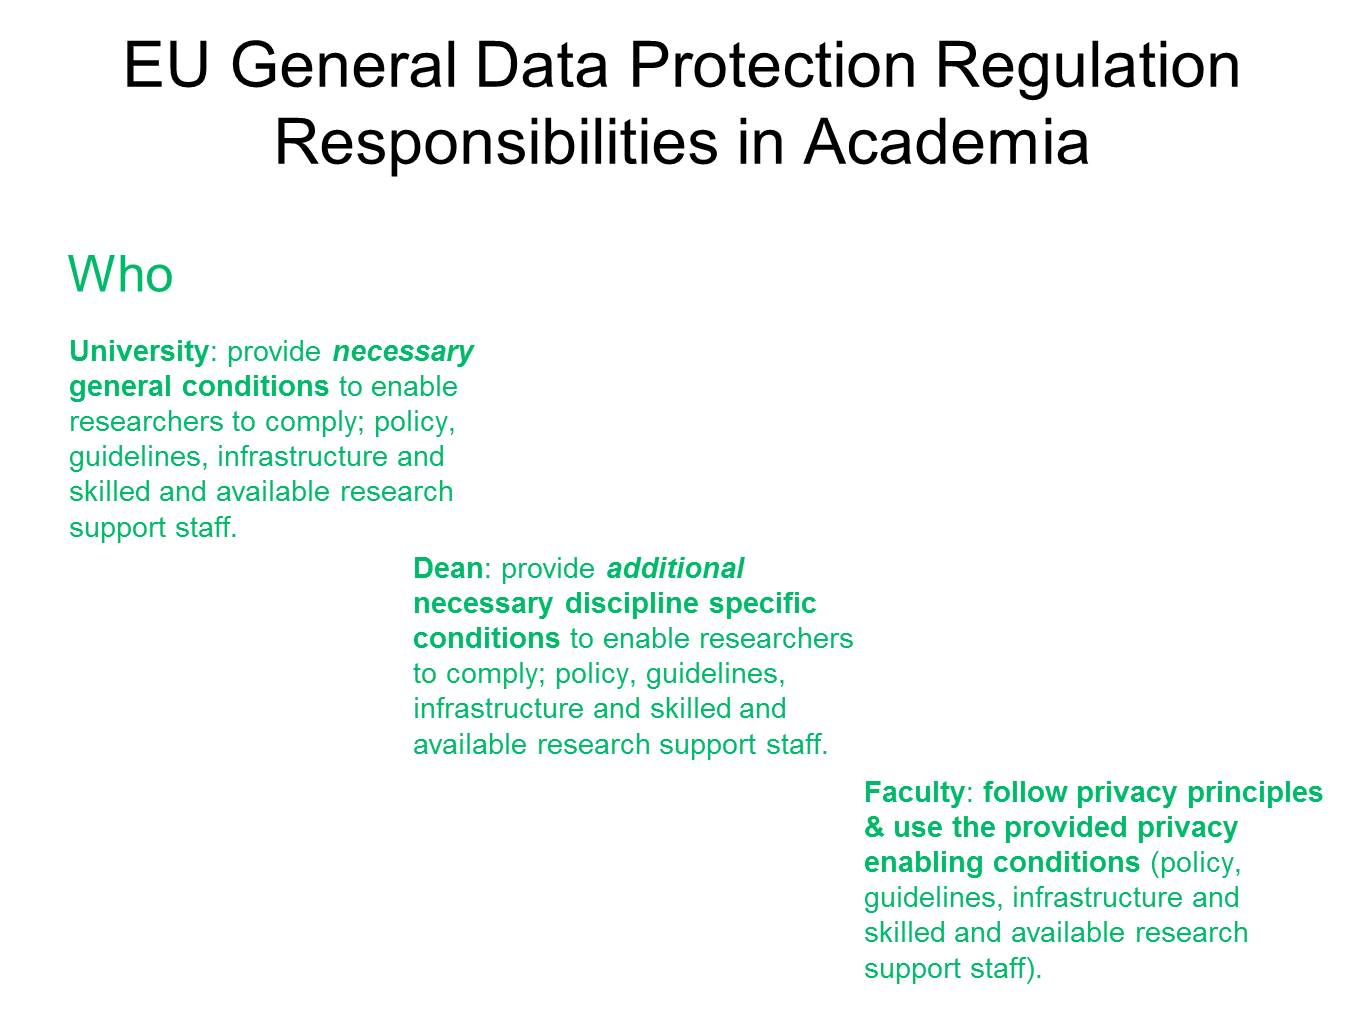 EU General Data Protection Regulation
Responsibilities in Academia
Who
University: provide necessary
general conditions to enable
researchers to comply; policy,
guidelines, infrastructure and
skilled and available research
support staff.
Dean: provide additional
necessary discipline specific
conditions to enable researchers
to comply; policy, guidelines,
infrastructure and skilled and
available research support staff.
Faculty: follow privacy principles
& use the provided privacy
enabling conditions (policy,
guidelines, infrastructure and
skilled and available research
support staff).